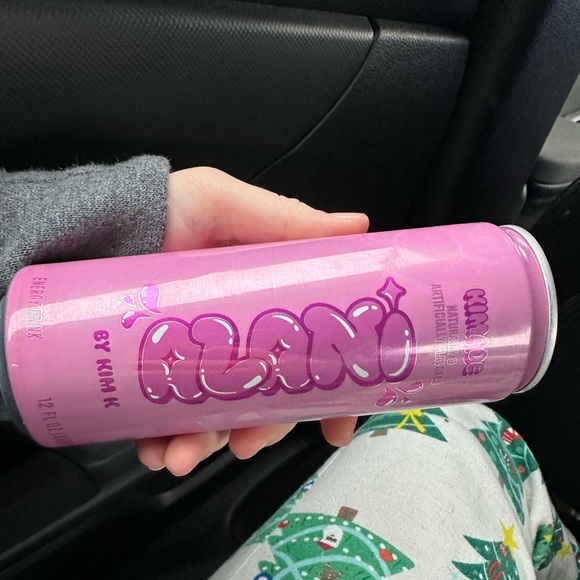 KIMADE
NATURALLY &
ARTIFICIALLY FLAVORED
ALANI
BY KIM K
ENERGY DRINK
12 FL OZ